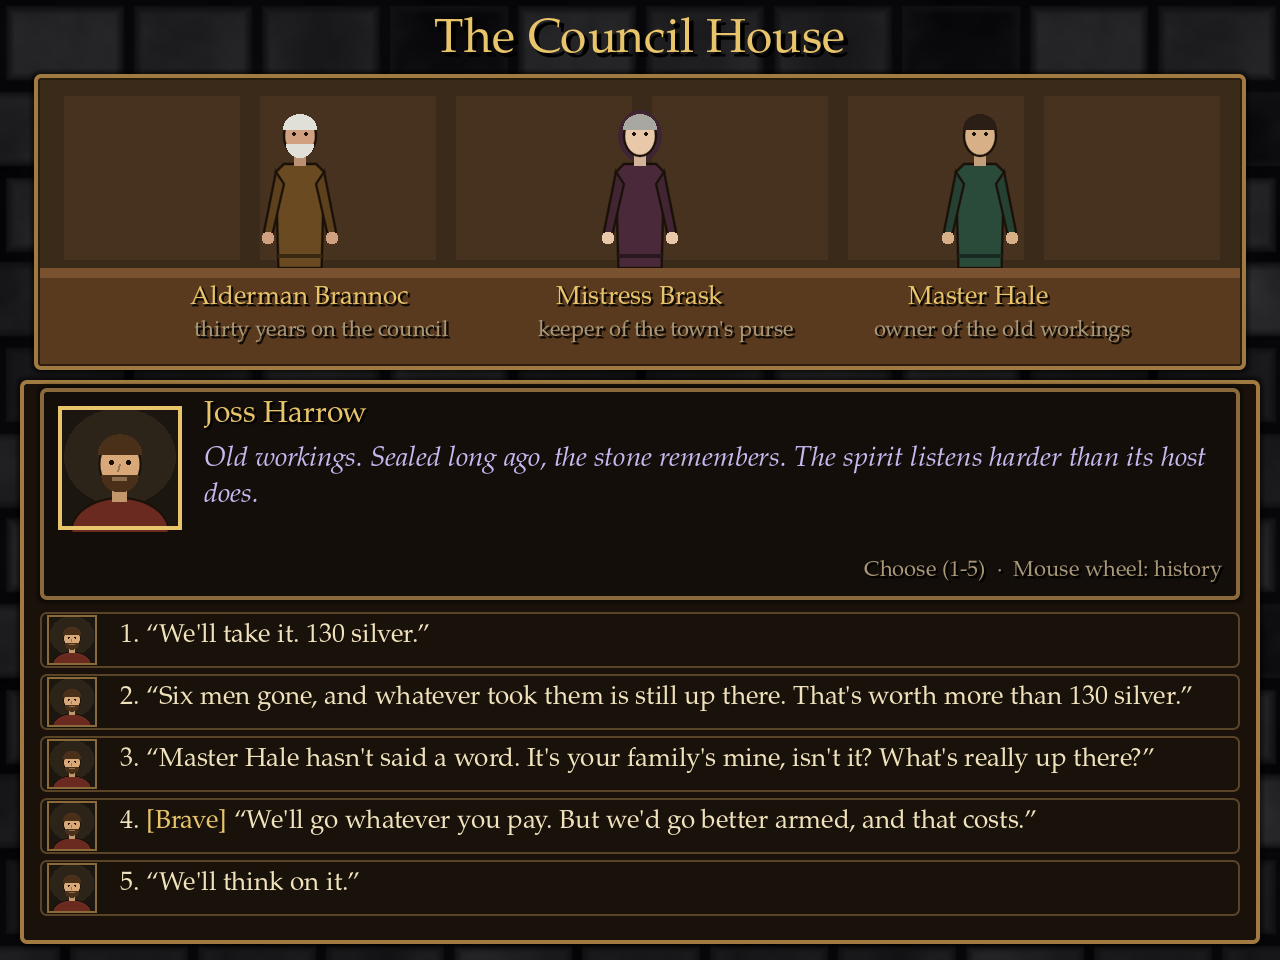 The Council House
Alderman Brannoc
thirty years on the council
Mistress Brask
keeper of the town's purse
Master Hale
owner of the old workings
Joss Harrow
Old workings. Sealed long ago, the stone remembers. The spirit listens harder than its host
does.
Choose (1-5) · Mouse wheel: history
1. “We'll take it. 130 silver.”
2. “Six men gone, and whatever took them is still up there. That's worth more than 130 silver.”
3. “Master Hale hasn't said a word. It's your family's mine, isn't it? What's really up there?”
4. [Brave] “We'll go whatever you pay. But we'd go better armed, and that costs.”
5. “We'll think on it.”